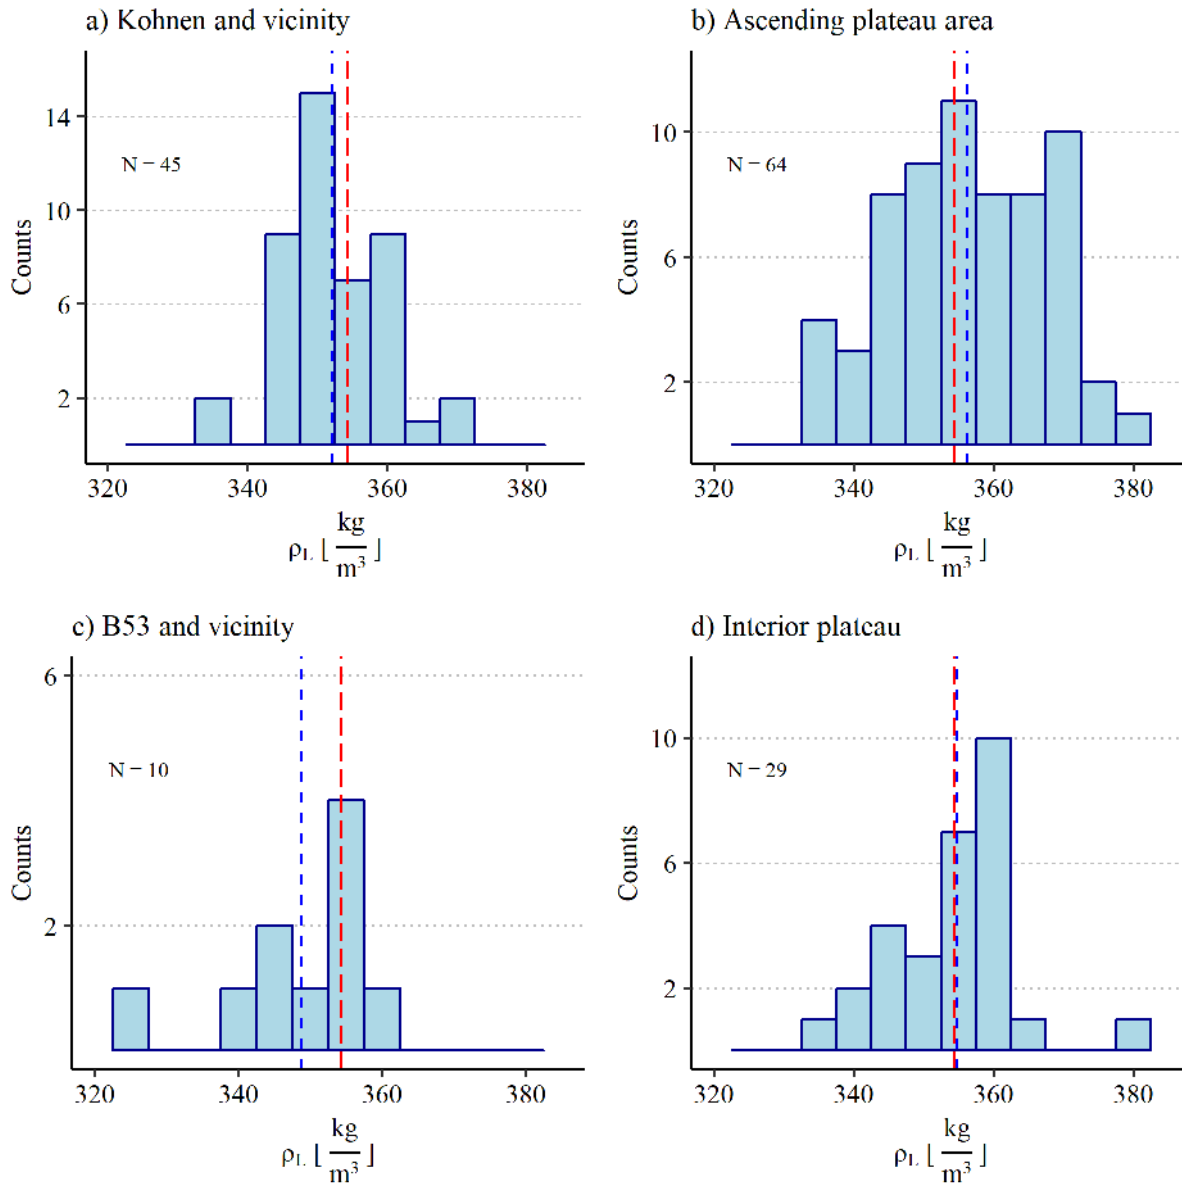 a) Kohnen and vicinity
14
10
6
2
Counts
N = 45
320 340 360 380
ρL [ kg/m³ ]
b) Ascending plateau area
10
6
2
Counts
N = 64
320 340 360 380
ρL [ kg/m³ ]
c) B53 and vicinity
6
2
Counts
N = 10
320 340 360 380
ρL [ kg/m³ ]
d) Interior plateau
10
6
2
Counts
N = 29
320 340 360 380
ρL [ kg/m³ ]